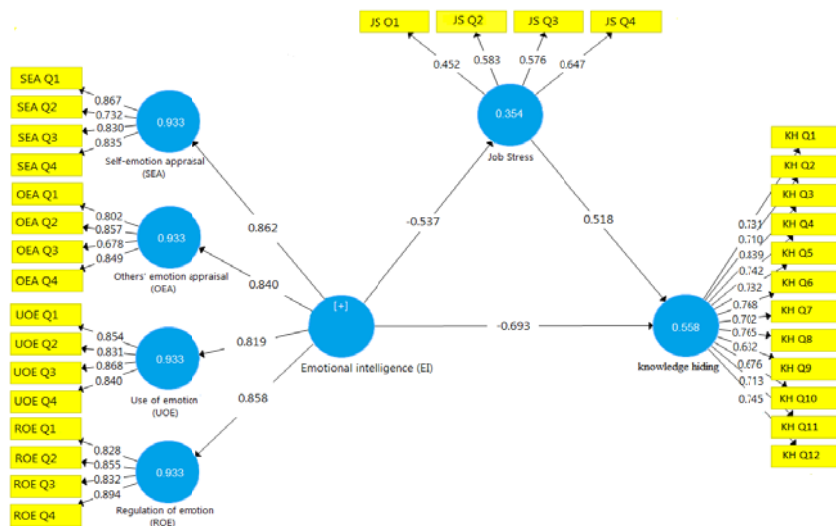 JS Q1
JS Q2
JS Q3
JS Q4
0.452
0.583
0.576
0.647
0.354
Job Stress
SEA Q1
SEA Q2
SEA Q3
SEA Q4
0.867
0.732
0.830
0.835
0.933
Self-emotion appraisal
(SEA)
OEA Q1
OEA Q2
OEA Q3
OEA Q4
0.802
0.857
0.678
0.849
0.933
Others' emotion appraisal
(OEA)
UOE Q1
UOE Q2
UOE Q3
UOE Q4
0.854
0.831
0.868
0.840
0.933
Use of emotion
(UOE)
ROE Q1
ROE Q2
ROE Q3
ROE Q4
0.828
0.855
0.832
0.894
0.933
Regulation of emotion
(ROE)
0.862
0.840
0.819
0.858
[+]
Emotional intelligence (EI)
-0.537
0.518
-0.693
0.558
knowledge hiding
KH Q1
KH Q2
KH Q3
KH Q4
KH Q5
KH Q6
KH Q7
KH Q8
KH Q9
KH Q10
KH Q11
KH Q12
0.731
0.710
0.742
0.732
0.702
0.765
0.676
0.713
0.745